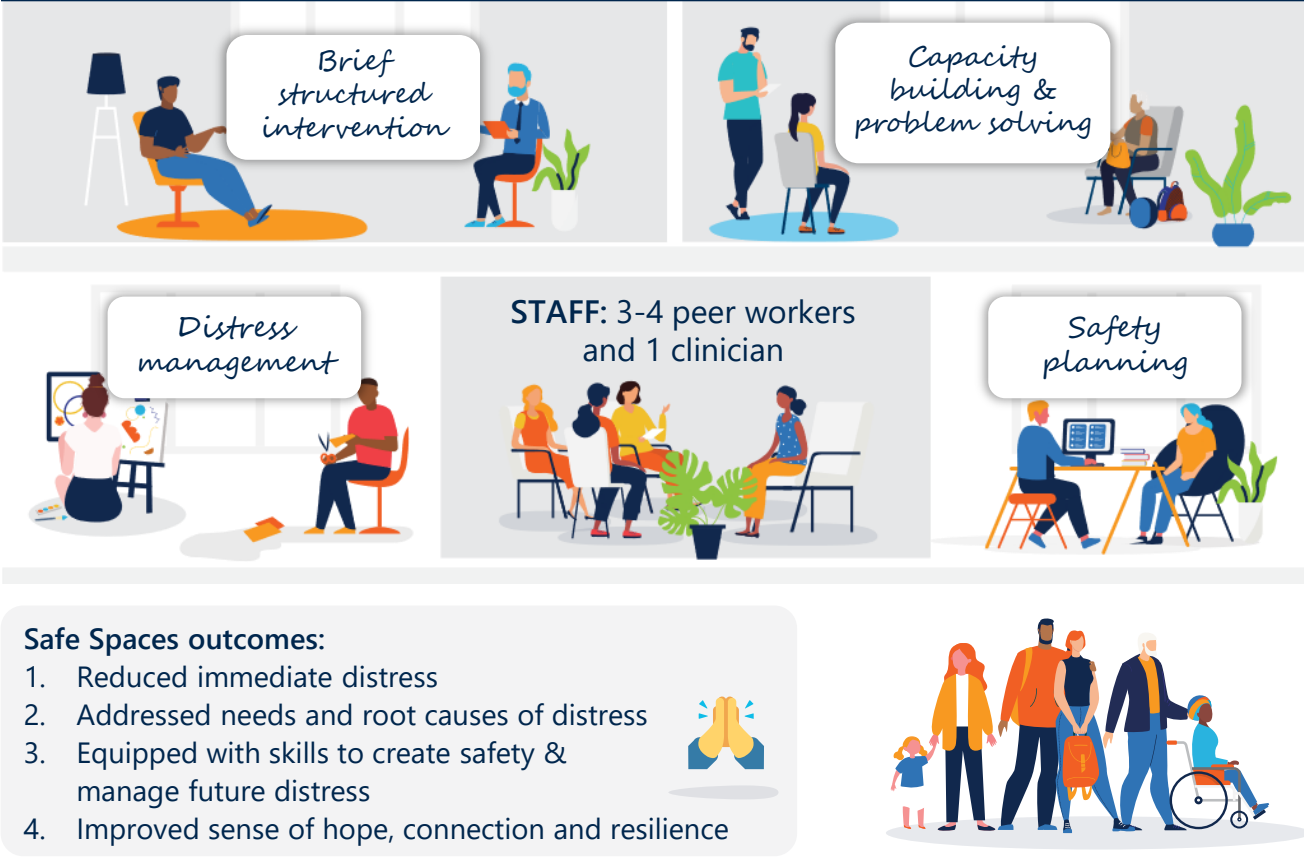 Brief
structured
intervention
Capacity
building &
problem solving
Distress
management
STAFF: 3-4 peer workers
and 1 clinician
Safety
planning
Safe Spaces outcomes:
1. Reduced immediate distress
2. Addressed needs and root causes of distress
3. Equipped with skills to create safety &
manage future distress
4. Improved sense of hope, connection and resilience